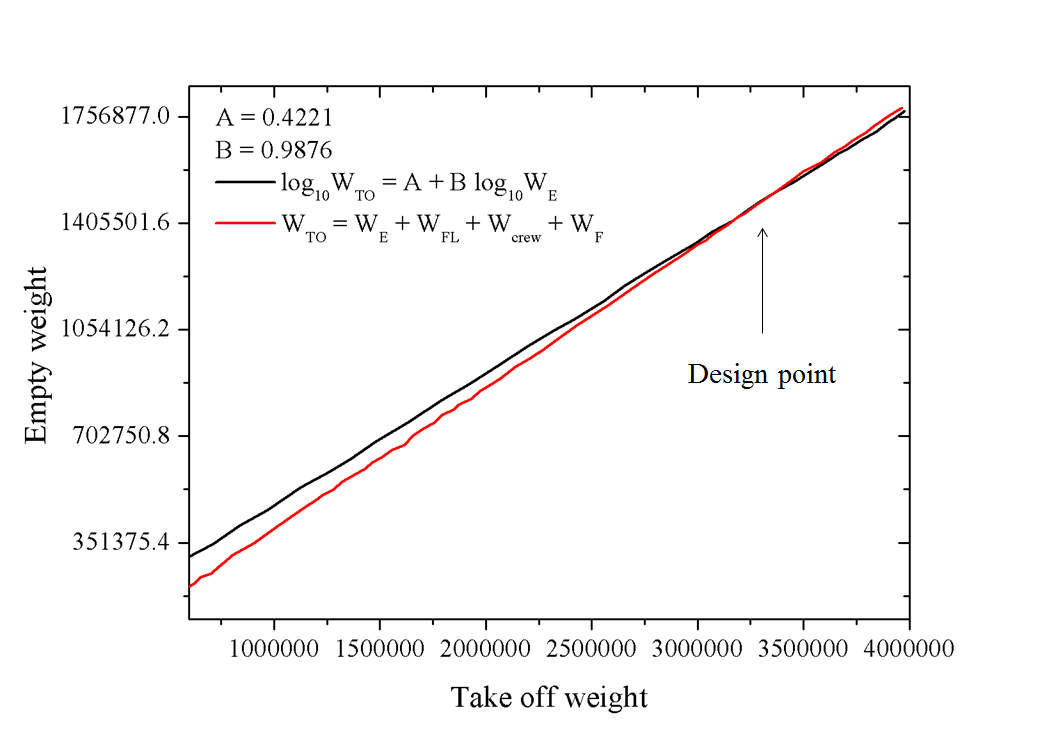 A = 0.4221
B = 0.9876
log10WTO = A + B log10WE
WTO = WE + WFL + Wcrew + WF
1756877.0
1405501.6
1054126.2
702750.8
351375.4
Empty weight
Design point
1000000 1500000 2000000 2500000 3000000 3500000 4000000
Take off weight